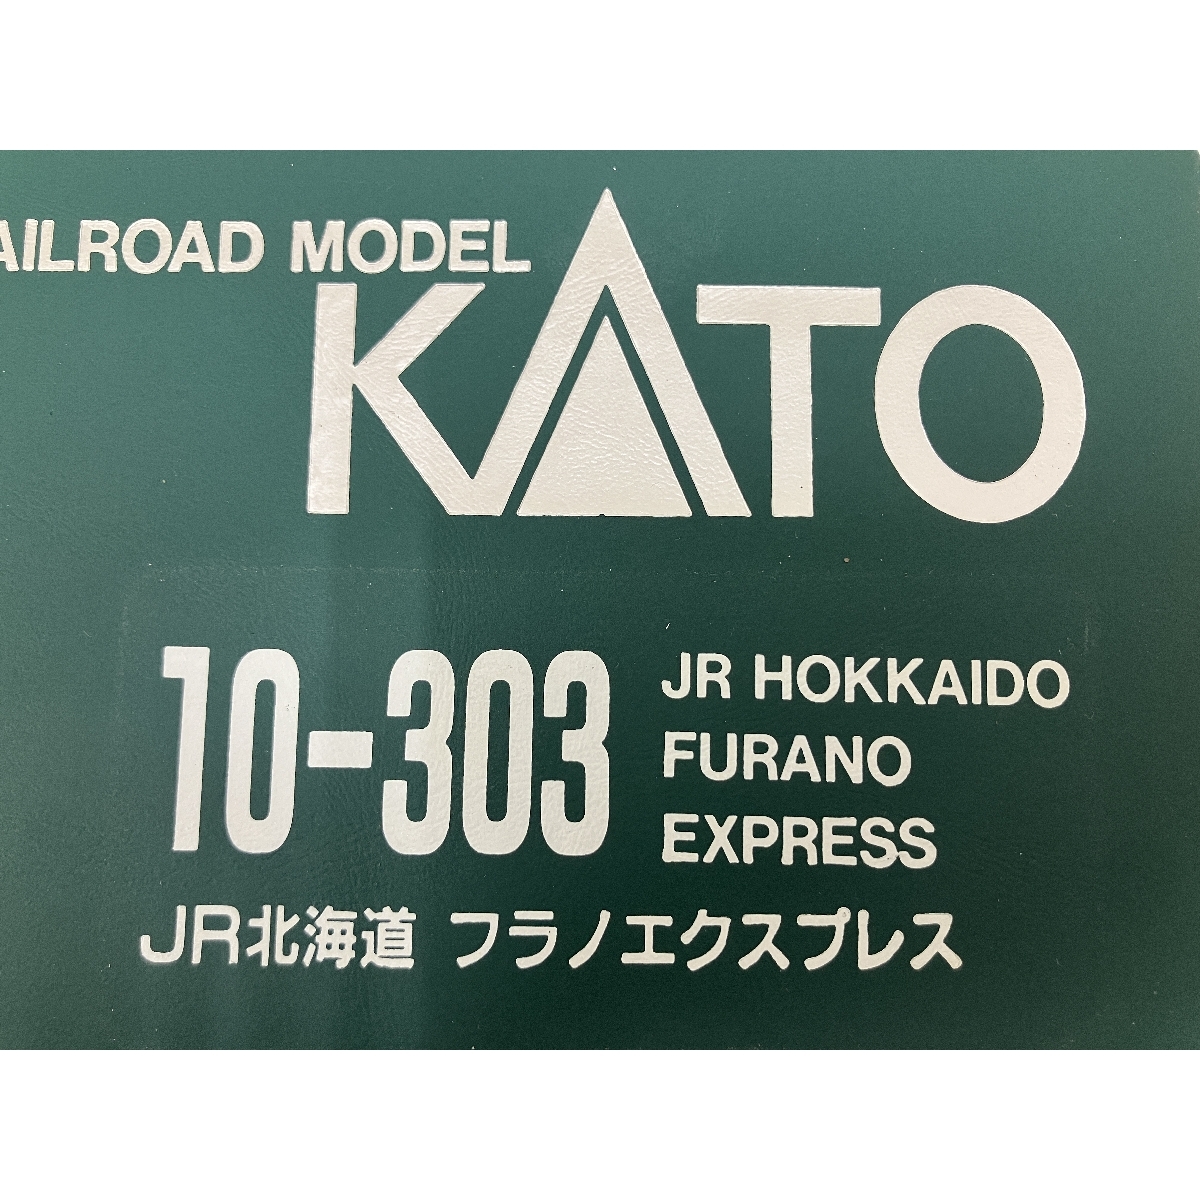 AILROAD MODEL
KATO
10-303
JR HOKKAIDO
FURANO
EXPRESS
JR北海道 フラノエクスプレス